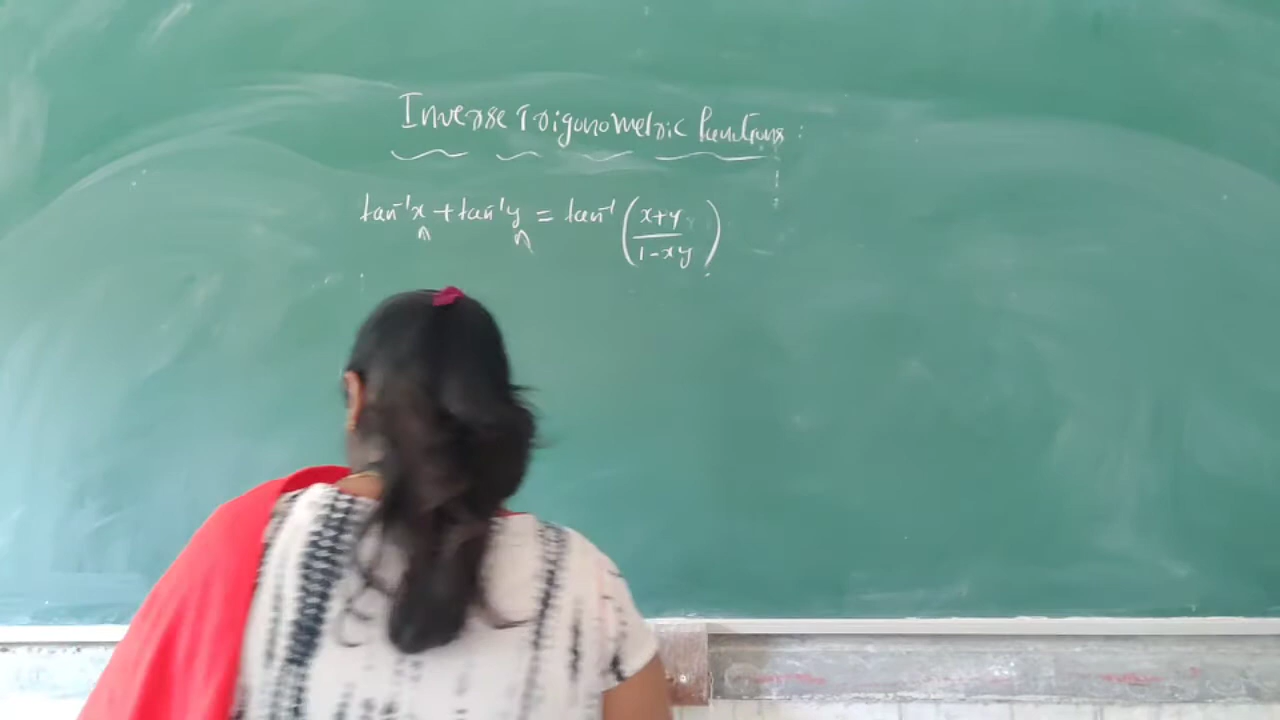 Inverse Trigonometric Functions :
tan⁻¹x + tan⁻¹y = tan⁻¹ (x+y / 1-xy)